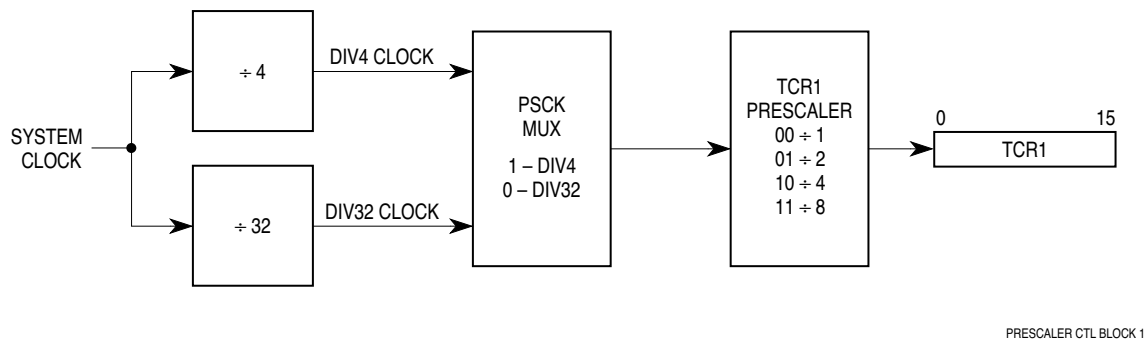 SYSTEM
CLOCK
÷ 4
DIV4 CLOCK
÷ 32
DIV32 CLOCK
PSCK
MUX
1 – DIV4
0 – DIV32
TCR1
PRESCALER
00 ÷ 1
01 ÷ 2
10 ÷ 4
11 ÷ 8
0 15
TCR1
PRESCALER CTL BLOCK 1